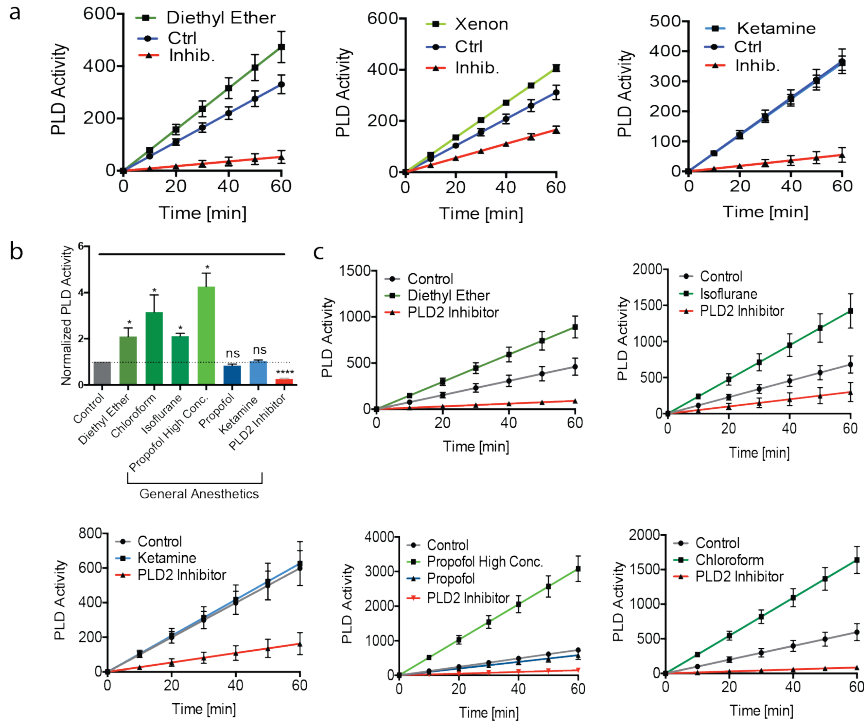 a
Diethyl Ether
Ctrl
Inhib.
PLD Activity
600
400
200
0
0 20 40 60
Time [min]
Xenon
Ctrl
Inhib.
PLD Activity
600
400
200
0
0 20 40 60
Time [min]
Ketamine
Ctrl
Inhib.
PLD Activity
500
400
300
200
100
0
0 20 40 60
Time [min]
b
Normalized PLD Activity
6
4
2
0
* * * * ns ns ****
Control
Diethyl Ether
Chloroform
Isoflurane
Propofol High Conc.
Propofol
Ketamine
PLD2 Inhibitor
General Anesthetics
c
Control
Diethyl Ether
PLD2 Inhibitor
PLD Activity
1500
1000
500
0
0 20 40 60
Time [min]
Control
Isoflurane
PLD2 Inhibitor
PLD Activity
2000
1500
1000
500
0
0 20 40 60
Time [min]
Control
Ketamine
PLD2 Inhibitor
PLD Activity
800
600
400
200
0
0 20 40 60
Time [min]
Control
Propofol High Conc.
Propofol
PLD2 Inhibitor
PLD Activity
4000
3000
2000
1000
0
0 20 40 60
Time [min]
Control
Chloroform
PLD2 Inhibitor
PLD Activity
2000
1500
1000
500
0
0 20 40 60
Time [min]